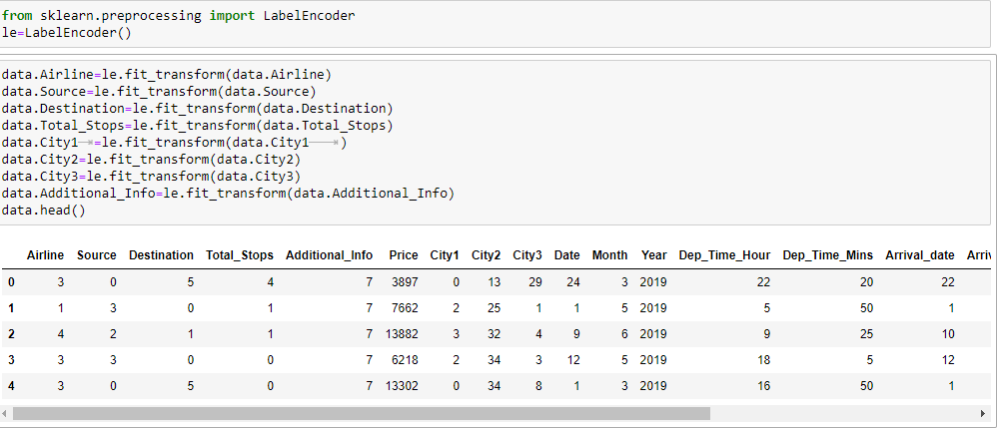 from sklearn.preprocessing import LabelEncoder
le=LabelEncoder()
data.Airline=le.fit_transform(data.Airline)
data.Source=le.fit_transform(data.Source)
data.Destination=le.fit_transform(data.Destination)
data.Total_Stops=le.fit_transform(data.Total_Stops)
data.City1	=le.fit_transform(data.City1	)
data.City2=le.fit_transform(data.City2)
data.City3=le.fit_transform(data.City3)
data.Additional_Info=le.fit_transform(data.Additional_Info)
data.head()
Airline Source Destination Total_Stops Additional_Info Price City1 City2 City3 Date Month Year Dep_Time_Hour Dep_Time_Mins Arrival_date Arriv
0 3 0 5 4 7 3897 0 13 29 24 3 2019 22 20 22
1 1 3 0 1 7 7662 2 25 1 1 5 2019 5 50 1
2 4 2 1 1 7 13882 3 32 4 9 6 2019 9 25 10
3 3 3 0 0 7 6218 2 34 3 12 5 2019 18 5 12
4 3 0 5 0 7 13302 0 34 8 1 3 2019 16 50 1